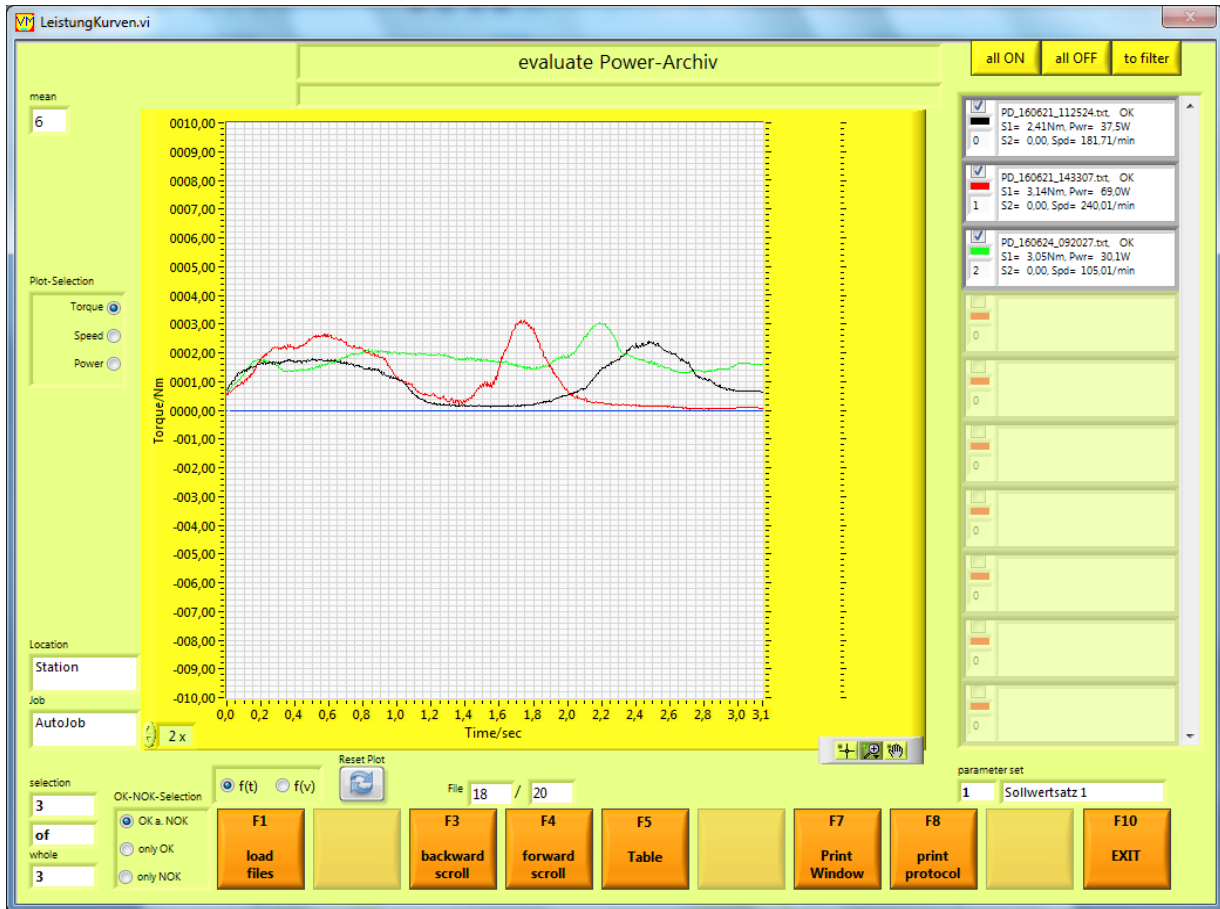 VM LeistungKurven.vi
evaluate Power-Archiv
all ON
all OFF
to filter
mean
6
0010,00
0009,00
0008,00
0007,00
0006,00
0005,00
0004,00
0003,00
0002,00
0001,00
0000,00
-001,00
-002,00
-003,00
-004,00
-005,00
-006,00
-007,00
-008,00
-009,00
-010,00
Torque/Nm
0,0 0,2 0,4 0,6 0,8 1,0 1,2 1,4 1,6 1,8 2,0 2,2 2,4 2,6 2,8 3,0 3,1
Time/sec
2 x
Plot-Selection
Torque
Speed
Power
Location
Station
Job
AutoJob
0
PD_160621_112524.txt, OK
S1= 2,41Nm, Pwr= 37,5W
S2= 0,00, Spd= 181,71/min
1
PD_160621_143307.txt, OK
S1= 3,14Nm, Pwr= 69,0W
S2= 0,00, Spd= 240,01/min
2
PD_160624_092027.txt, OK
S1= 3,05Nm, Pwr= 30,1W
S2= 0,00, Spd= 105,01/min
0
0
0
0
0
0
0
selection
3
of
whole
3
OK-NOK-Selection
OK a. NOK
only OK
only NOK
f(t)
f(v)
Reset Plot
File 18 / 20
parameter set
1 Sollwertsatz 1
F1
load
files
F3
backward
scroll
F4
forward
scroll
F5
Table
F7
Print
Window
F8
print
protocol
F10
EXIT